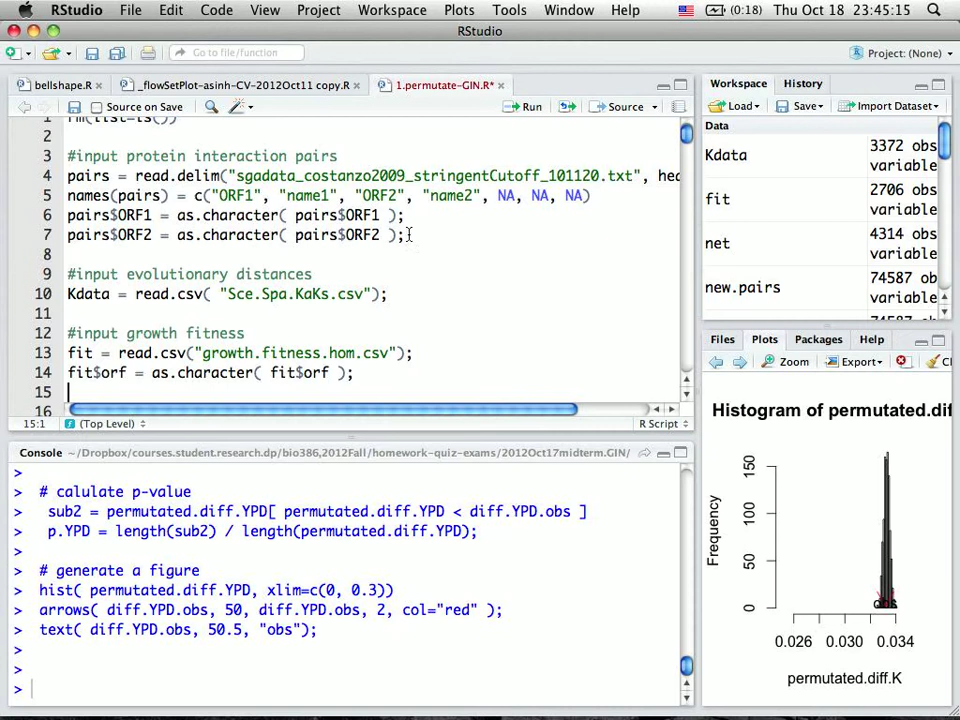 RStudio File Edit Code View Project Workspace Plots Tools Window Help (0:18) Thu Oct 18 23:45:15
RStudio
Go to file/function Project: (None)
bellshape.R _flowSetPlot-asinh-CV-2012Oct11 copy.R 1.permutate-GIN.R*
Source on Save Run Source
1 rm(list=ls())
2
3 #input protein interaction pairs
4 pairs = read.delim("sgadata_costanzo2009_stringentCutoff_101120.txt", hea
5 names(pairs) = c("ORF1", "name1", "ORF2", "name2", NA, NA, NA)
6 pairs$ORF1 = as.character( pairs$ORF1 );
7 pairs$ORF2 = as.character( pairs$ORF2 );
8
9 #input evolutionary distances
10 Kdata = read.csv( "Sce.Spa.KaKs.csv");
11
12 #input growth fitness
13 fit = read.csv("growth.fitness.hom.csv");
14 fit$orf = as.character( fit$orf );
15
16
15:1 (Top Level) R Script
Console ~/Dropbox/courses.student.research.dp/bio386,2012Fall/homework-quiz-exams/2012Oct17midterm.GIN/
>
> # calulate p-value
> sub2 = permutated.diff.YPD[ permutated.diff.YPD < diff.YPD.obs ]
> p.YPD = length(sub2) / length(permutated.diff.YPD);
>
> # generate a figure
> hist( permutated.diff.YPD, xlim=c(0, 0.3))
> arrows( diff.YPD.obs, 50, diff.YPD.obs, 2, col="red" );
> text( diff.YPD.obs, 50.5, "obs");
>
>
>
Workspace History
Load Save Import Dataset
Data
Kdata 3372 obs variable
fit 2706 obs variable
net 4314 obs variable
new.pairs 74587 obs variable
Files Plots Packages Help
Zoom Export Cl
Histogram of permutated.dif
Frequency
150
100
50
0
obs
0.026 0.030 0.034
permutated.diff.K